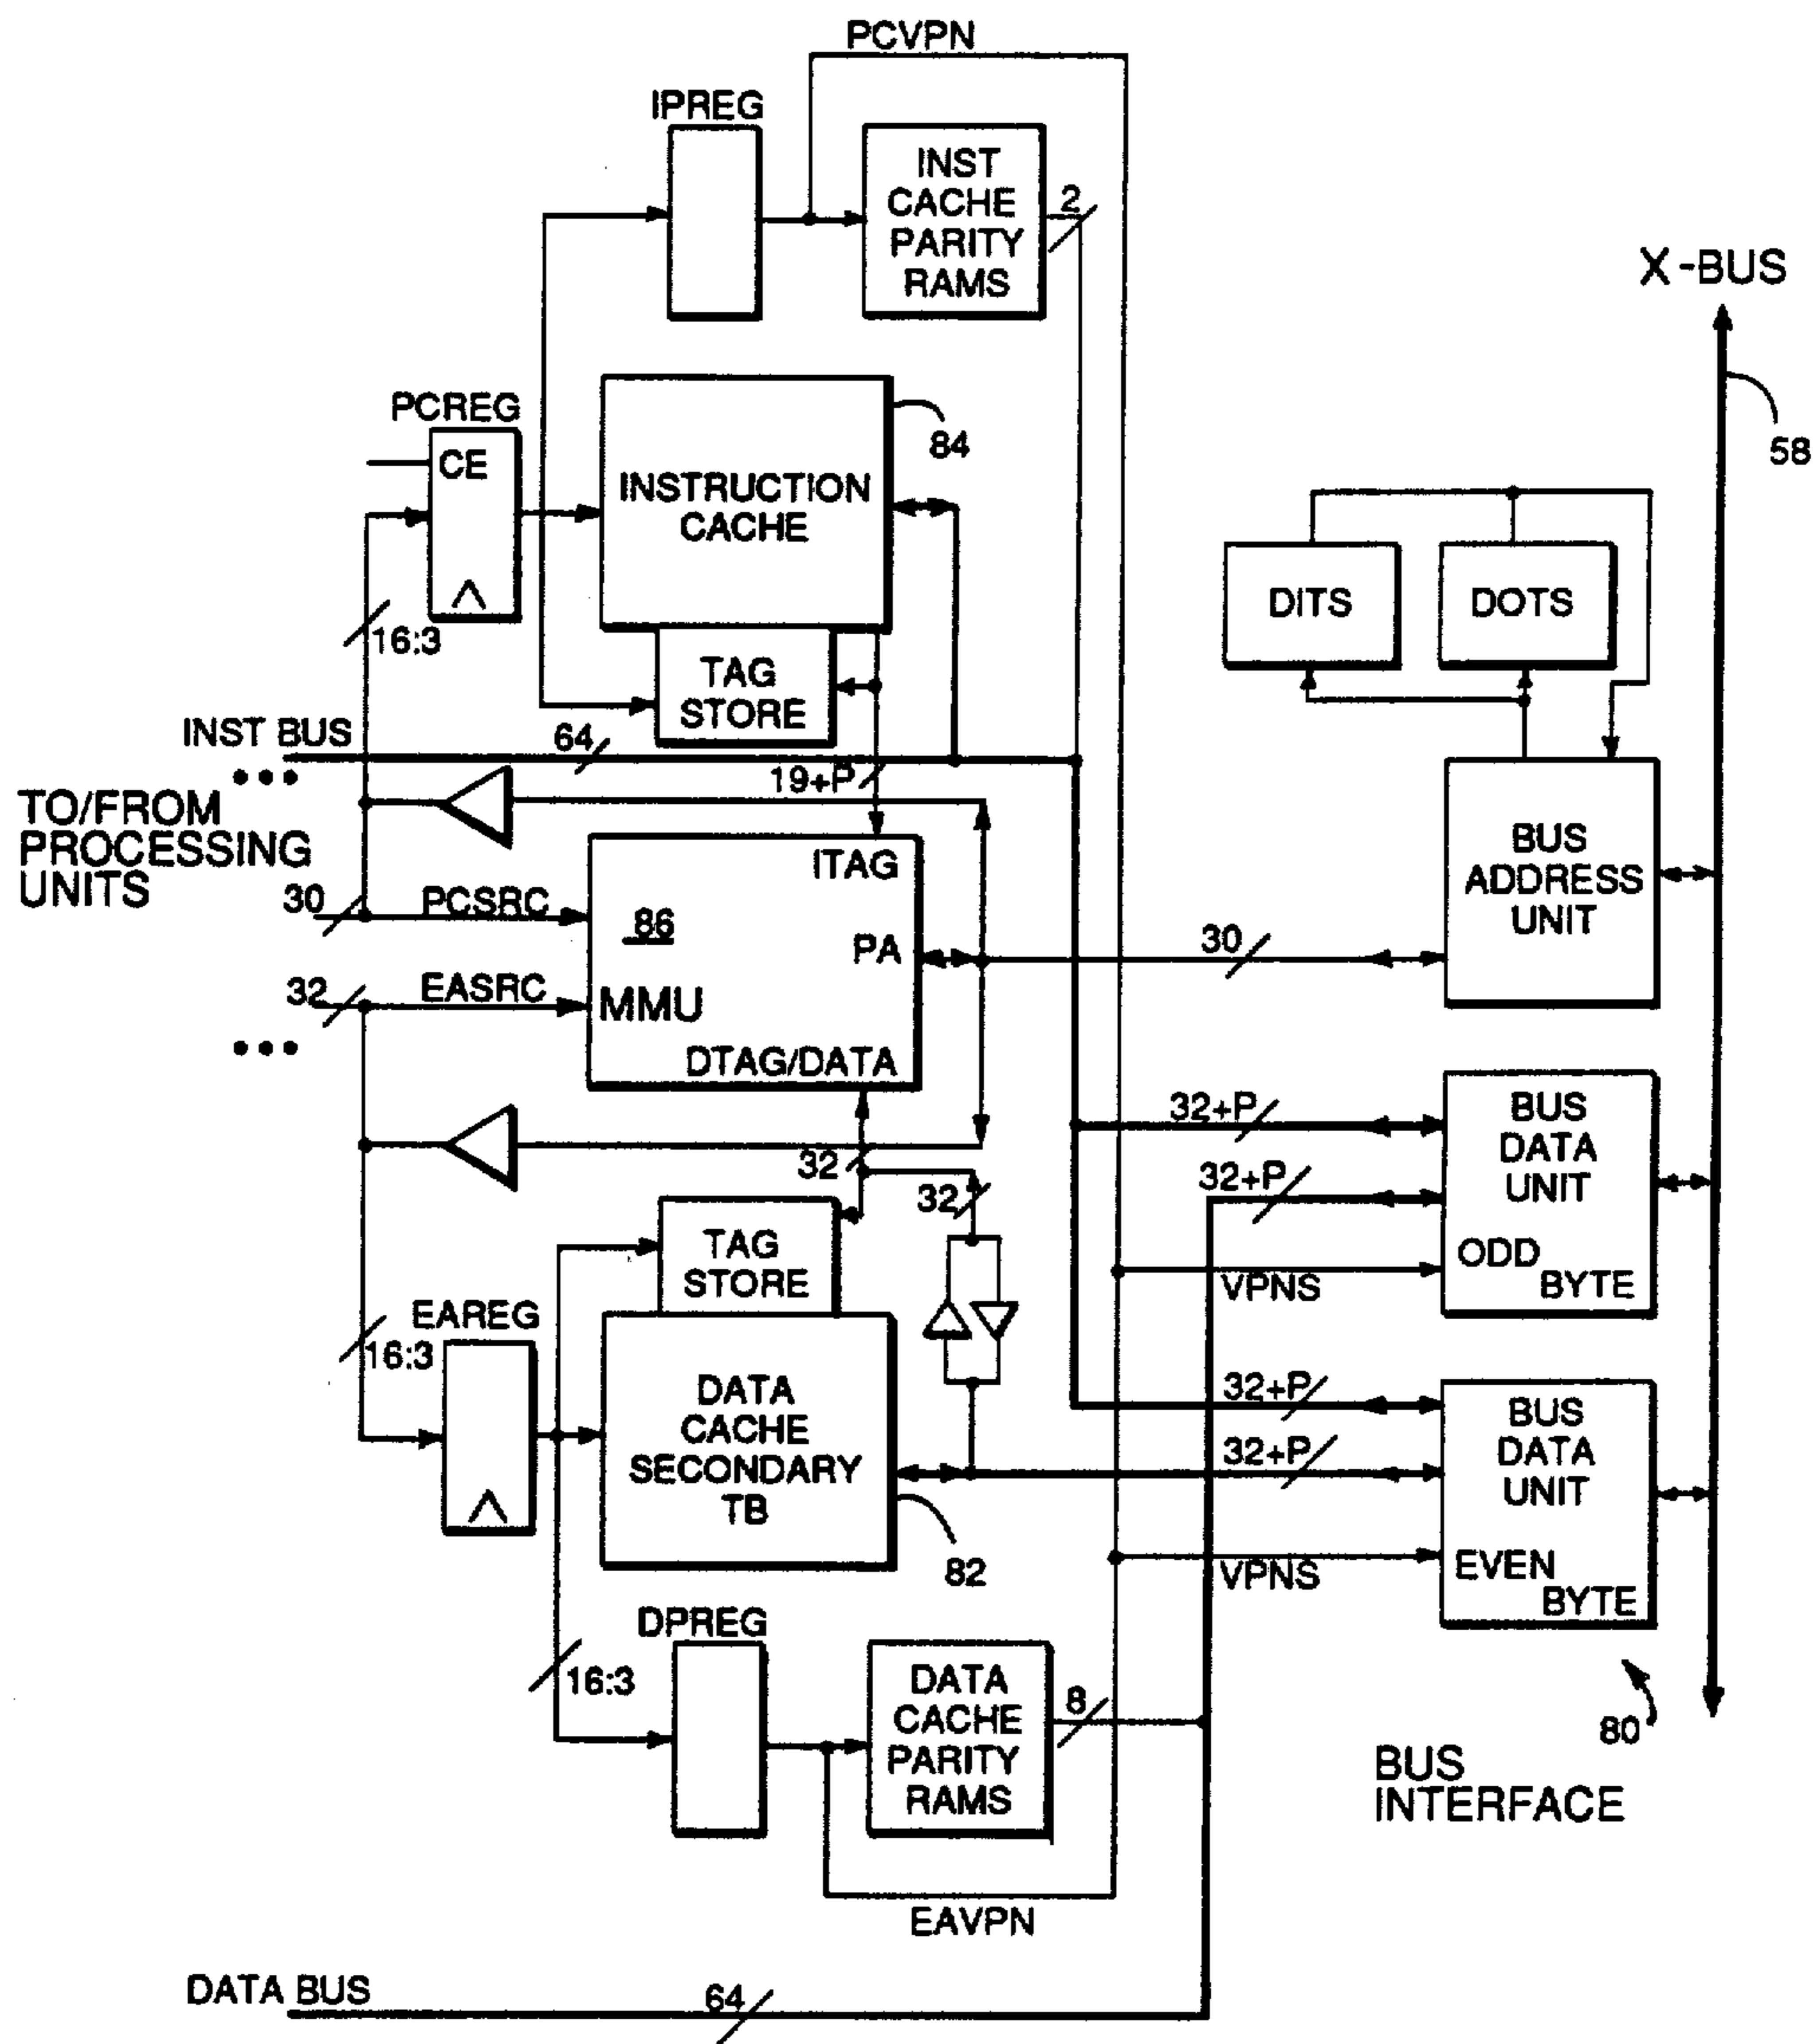 PCVPN
IPREG
INST
CACHE
PARITY
RAMS
2
X-BUS
58
PCREG
CE
INSTRUCTION
CACHE
84
DITS
DOTS
16:3
TAG
STORE
INST BUS
64
19+P
TO/FROM
PROCESSING
UNITS
30
PCSRC
86
ITAG
PA
MMU
DTAG/DATA
32
EASRC
30
BUS
ADDRESS
UNIT
32+P
32+P
BUS
DATA
UNIT
ODD
BYTE
VPNS
32
32
TAG
STORE
EAREG
16:3
DATA
CACHE
SECONDARY
TB
82
32+P
32+P
BUS
DATA
UNIT
EVEN
BYTE
VPNS
DPREG
16:3
DATA
CACHE
PARITY
RAMS
8
80
BUS
INTERFACE
EAVPN
DATA BUS
64